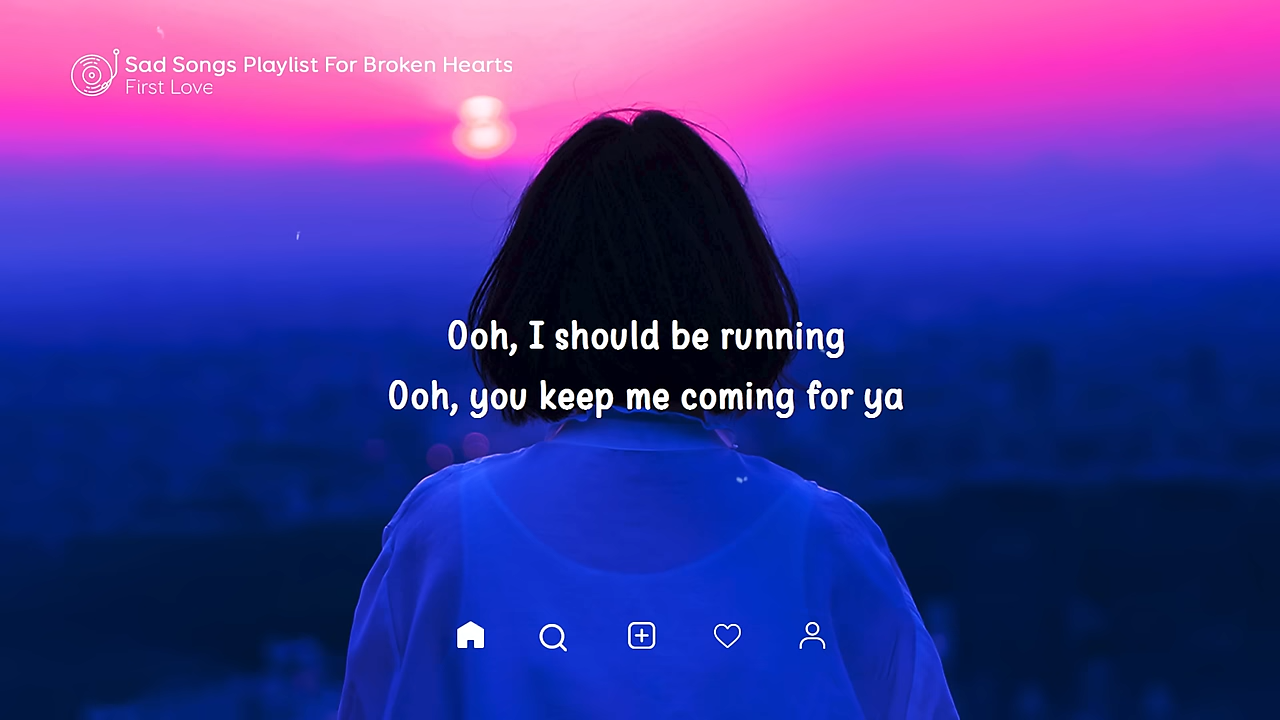 Sad Songs Playlist For Broken Hearts
First Love
Ooh, I should be running
Ooh, you keep me coming for ya